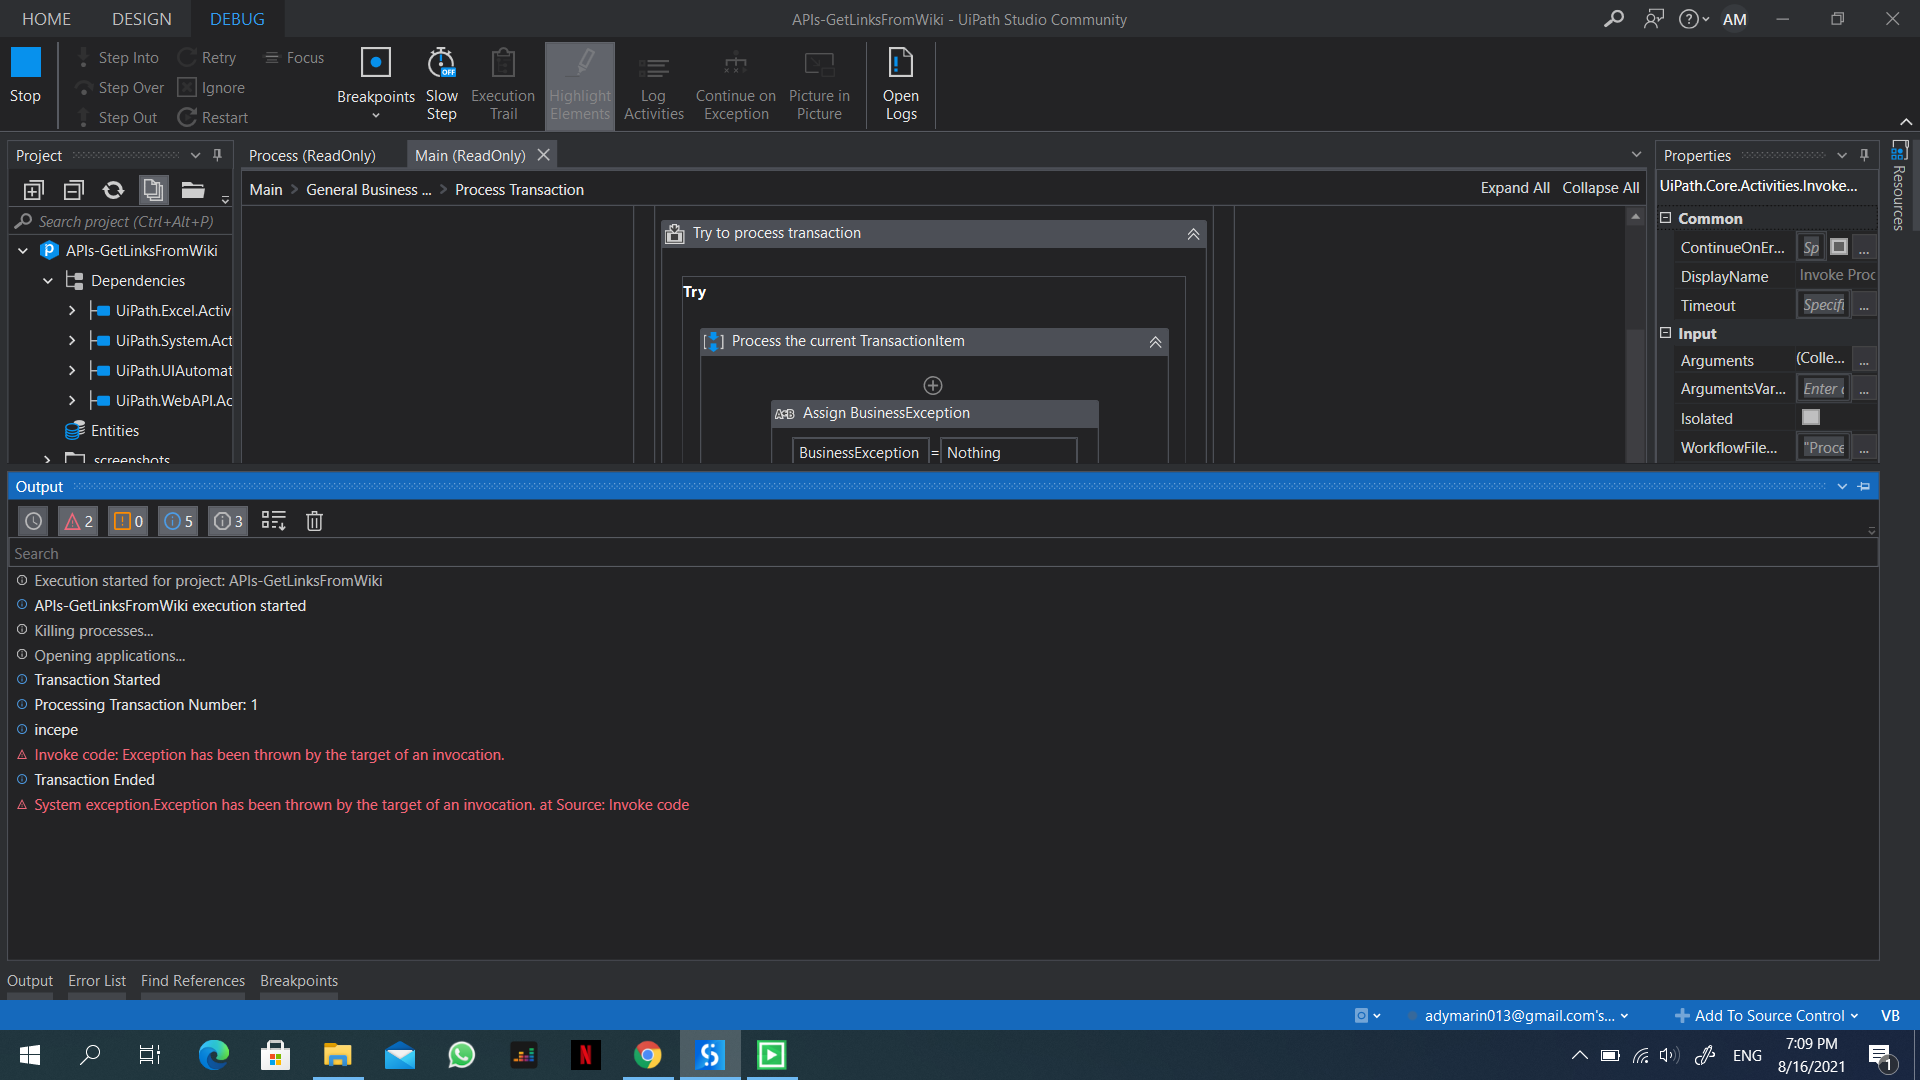 HOME DESIGN DEBUG
APIs-GetLinksFromWiki - UiPath Studio Community
AM
Stop
Step Into
Step Over
Step Out
Retry
Ignore
Restart
Focus
Breakpoints
Slow
Step
OFF
Execution
Trail
Highlight
Elements
Log
Activities
Continue on
Exception
Picture in
Picture
Open
Logs
Project
Search project (Ctrl+Alt+P)
APIs-GetLinksFromWiki
Dependencies
UiPath.Excel.Activ
UiPath.System.Act
UiPath.UIAutomat
UiPath.WebAPI.Ac
Entities
screenshots
Process (ReadOnly)
Main (ReadOnly)
Main > General Business ... > Process Transaction
Expand All Collapse All
Try to process transaction
Try
Process the current TransactionItem
A+B Assign BusinessException
BusinessException = Nothing
Properties
UiPath.Core.Activities.Invoke...
Common
ContinueOnEr... Sp ...
DisplayName Invoke Proc
Timeout Specifi ...
Input
Arguments (Colle... ...
ArgumentsVar... Enter ...
Isolated
WorkflowFile... "Proce ...
Resources
Output
2 0 5 3
Search
Execution started for project: APIs-GetLinksFromWiki
APIs-GetLinksFromWiki execution started
Killing processes...
Opening applications...
Transaction Started
Processing Transaction Number: 1
incepe
Invoke code: Exception has been thrown by the target of an invocation.
Transaction Ended
System exception.Exception has been thrown by the target of an invocation. at Source: Invoke code
Output Error List Find References Breakpoints
adymarin013@gmail.com's...
Add To Source Control
VB
ENG
7:09 PM
8/16/2021
1